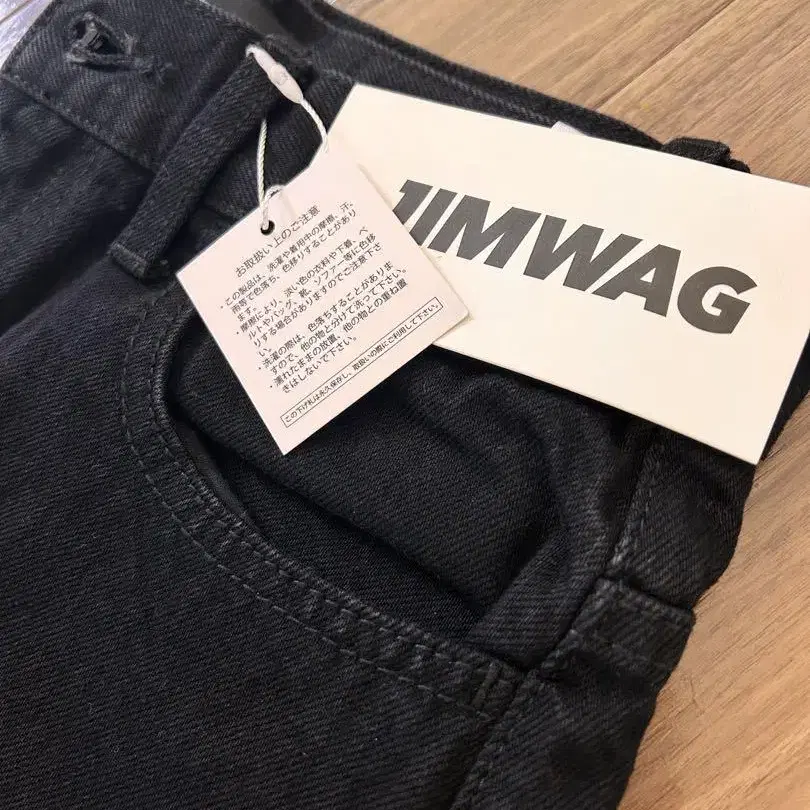 お取扱い上のご注意
・この製品は、洗濯や着用中の摩擦、汗、
雨等で色落ち、色移りすることがあり
ます。
・摩擦により、淡い色の衣料や下着、ベ
ルトやバッグ、靴、ソファー等に色移
りする場合がありますのでご注意下さ
い。
・洗濯の際は、色落ちすることがありま
すので、他の物と分けて洗って下さい。
・濡れたままの放置、他の物との重ね置
きはしないで下さい。
この下げ札は永久保存し、取扱いの際にご利用して下さい。
JIMWAG